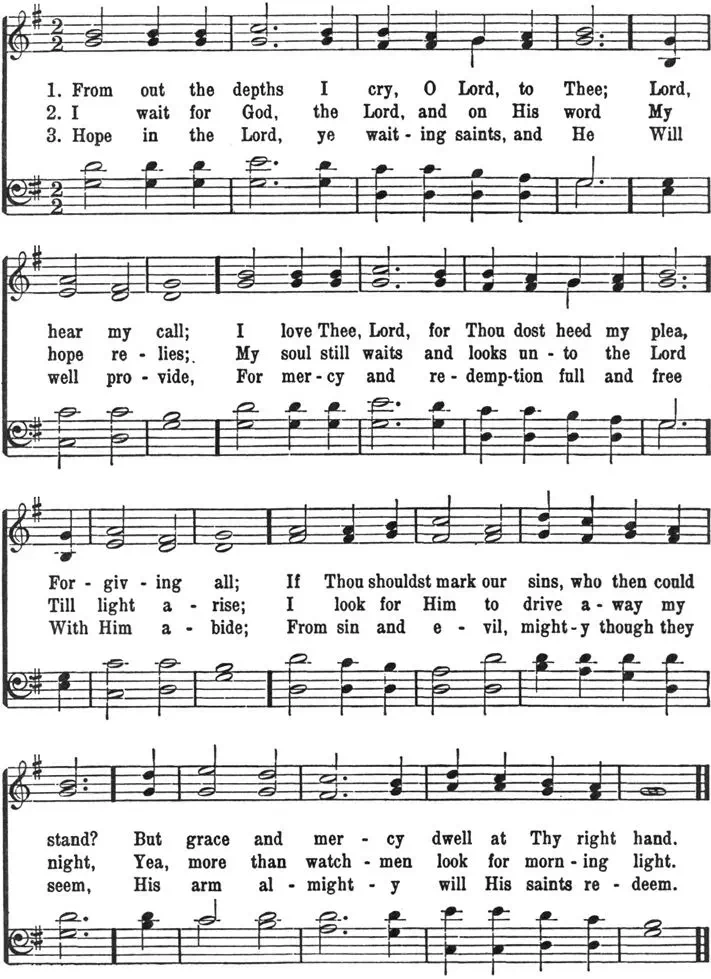 1. From out the depths I cry, O Lord, to Thee; Lord,
2. I wait for God, the Lord, and on His word My
3. Hope in the Lord, ye wait - ing saints, and He Will
hear my call; I love Thee, Lord, for Thou dost heed my plea,
hope re - lies; My soul still waits and looks un - to the Lord
well pro - vide, For mer - cy and re - demp-tion full and free
For - giv - ing all; If Thou shouldst mark our sins, who then could
Till light a - rise; I look for Him to drive a - way my
With Him a - bide; From sin and e - vil, might - y though they
stand? But grace and mer - cy dwell at Thy right hand.
night, Yea, more than watch - men look for morn - ing light.
seem, His arm al - might - y will His saints re - deem.